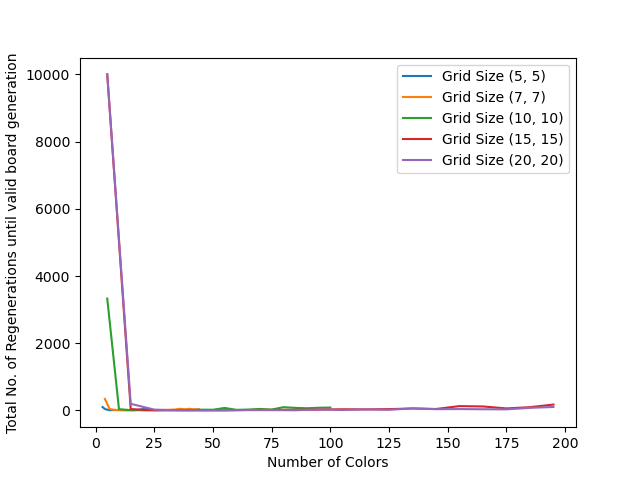 Total No. of Regenerations until valid board generation
10000
8000
6000
4000
2000
0
0 25 50 75 100 125 150 175 200
Number of Colors
Grid Size (5, 5)
Grid Size (7, 7)
Grid Size (10, 10)
Grid Size (15, 15)
Grid Size (20, 20)